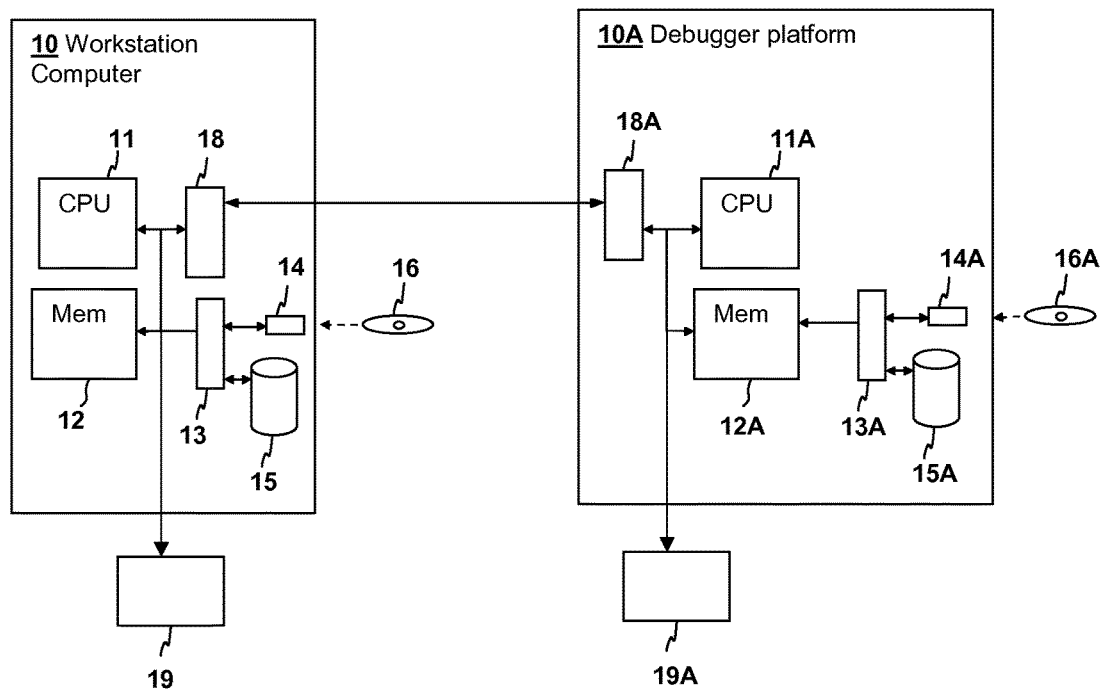 10 Workstation
Computer
11
18
CPU
14
16
Mem
12
13
15
19
10A Debugger platform
18A
11A
CPU
14A
16A
Mem
12A
13A
15A
19A